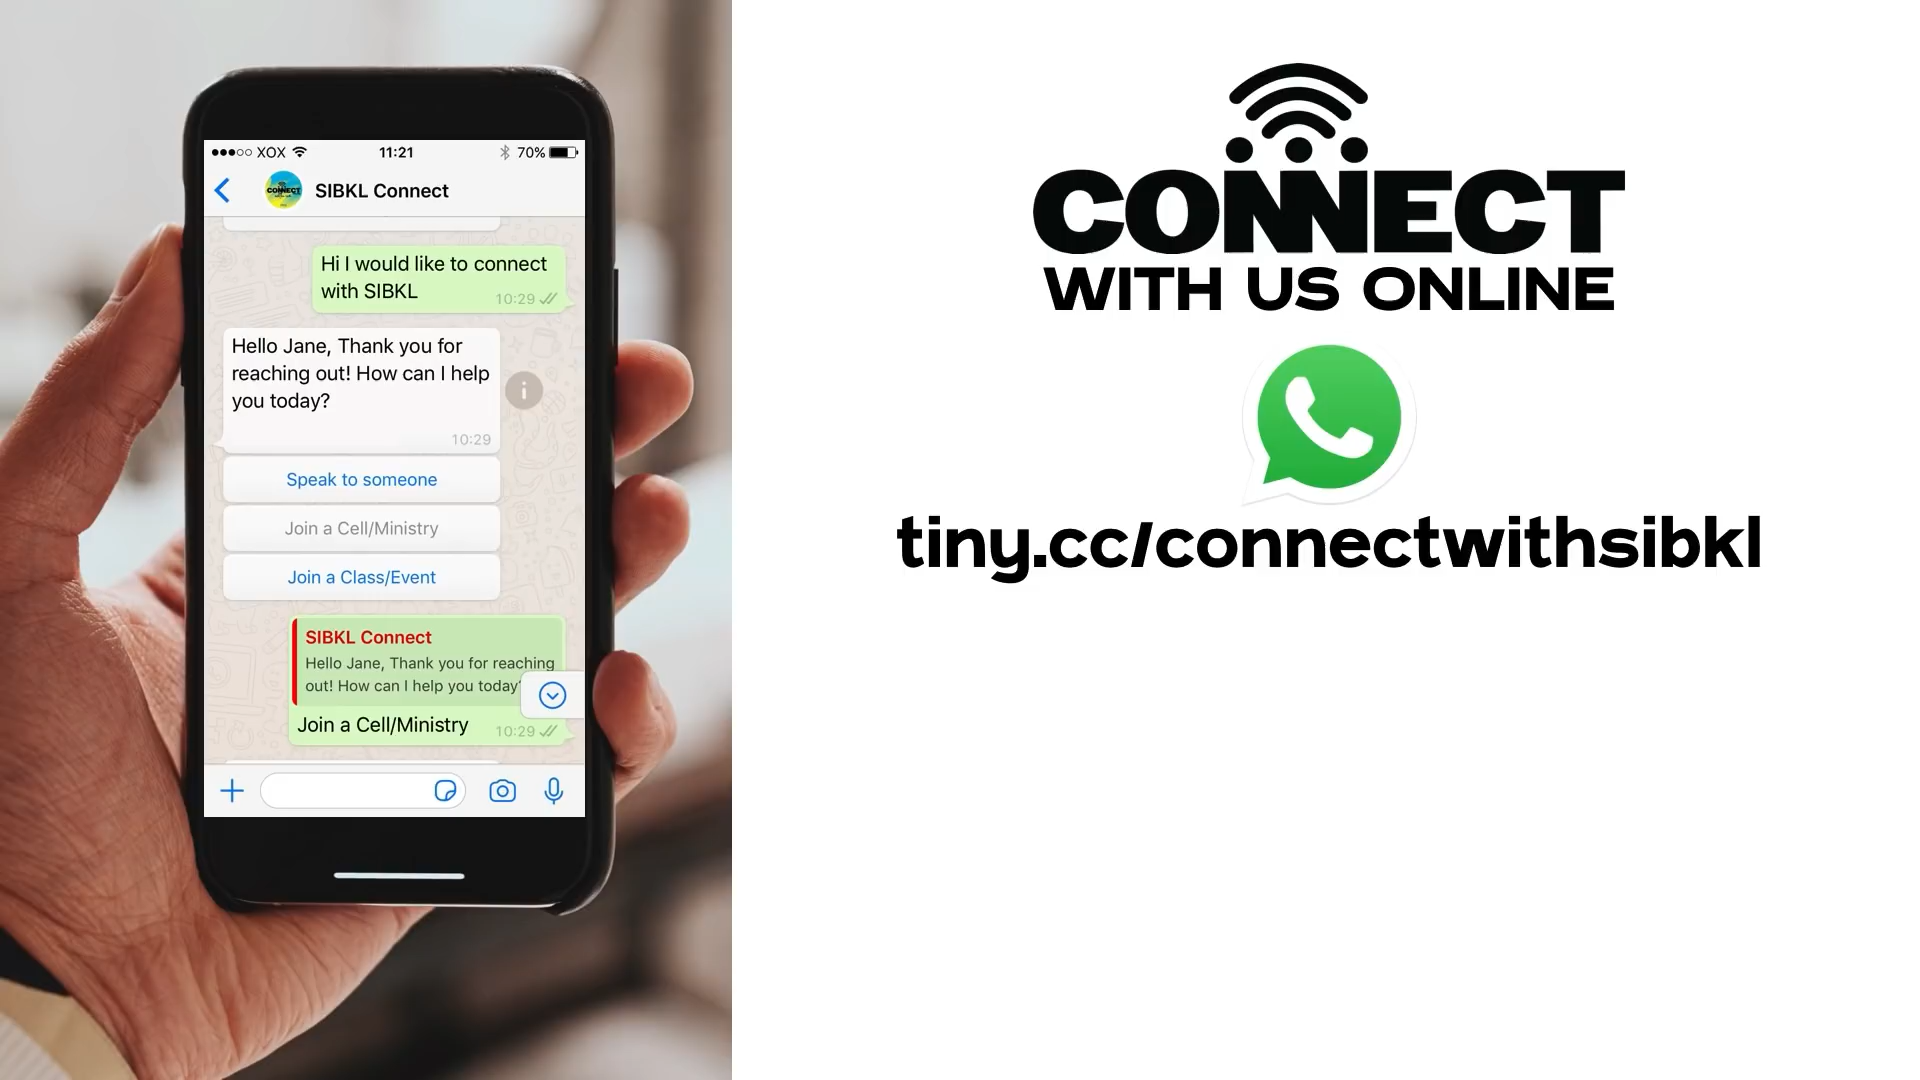 XOX
11:21
70%
CONNECT
SIBKL Connect
Hi I would like to connect
with SIBKL
10:29
Hello Jane, Thank you for
reaching out! How can I help
you today?
10:29
Speak to someone
Join a Cell/Ministry
Join a Class/Event
SIBKL Connect
Hello Jane, Thank you for reaching
out! How can I help you today?
Join a Cell/Ministry
10:29
CONNECT
WITH US ONLINE
tiny.cc/connectwithsibkl